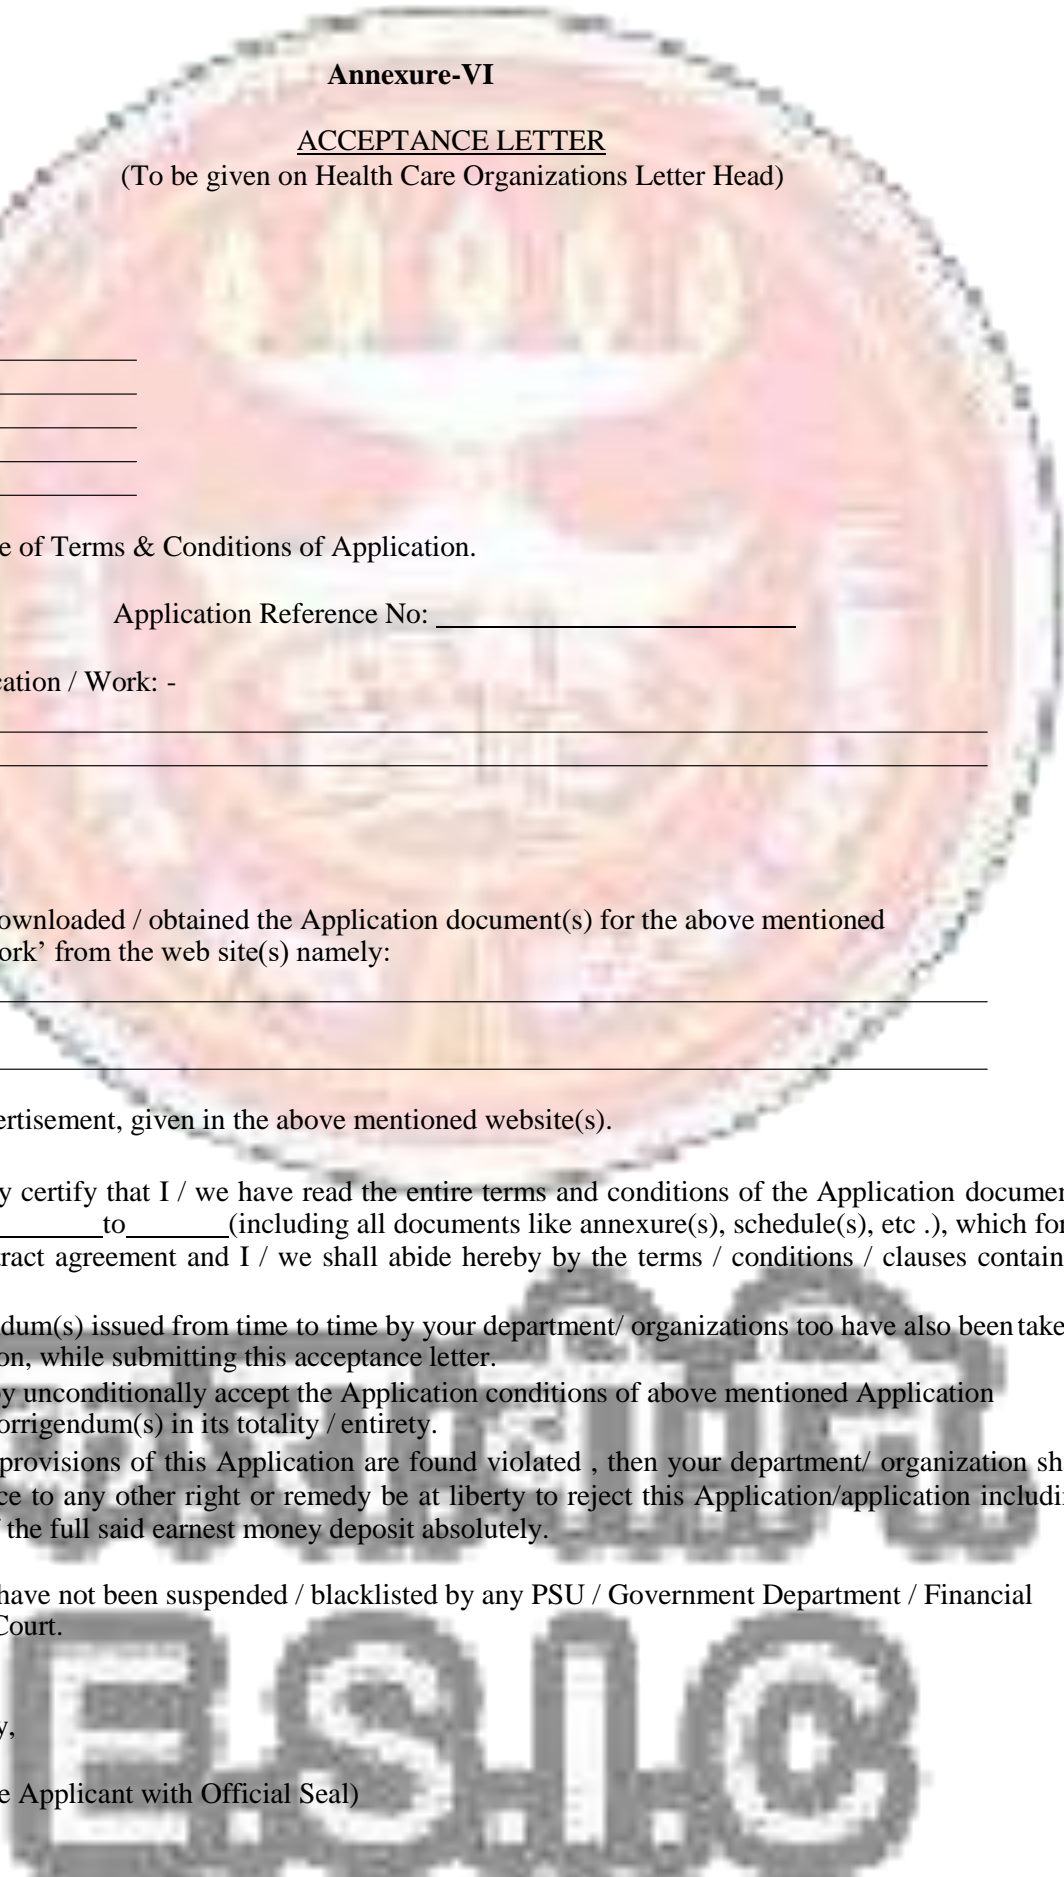 Annexure-VI
ACCEPTANCE LETTER
(To be given on Health Care Organizations Letter Head)
e of Terms & Conditions of Application.
Application Reference No:
cation / Work: -
ownloaded / obtained the Application document(s) for the above mentioned
ork’ from the web site(s) namely:
ertisement, given in the above mentioned website(s).
y certify that I / we have read the entire terms and conditions of the Application documen
to (including all documents like annexure(s), schedule(s), etc .), which for
tract agreement and I / we shall abide hereby by the terms / conditions / clauses contain
dum(s) issued from time to time by your department/ organizations too have also been take
on, while submitting this acceptance letter.
by unconditionally accept the Application conditions of above mentioned Application
orrigendum(s) in its totality / entirety.
provisions of this Application are found violated , then your department/ organization sh
ce to any other right or remedy be at liberty to reject this Application/application includi
f the full said earnest money deposit absolutely.
have not been suspended / blacklisted by any PSU / Government Department / Financial
Court.
y,
e Applicant with Official Seal)
E.S.I.C